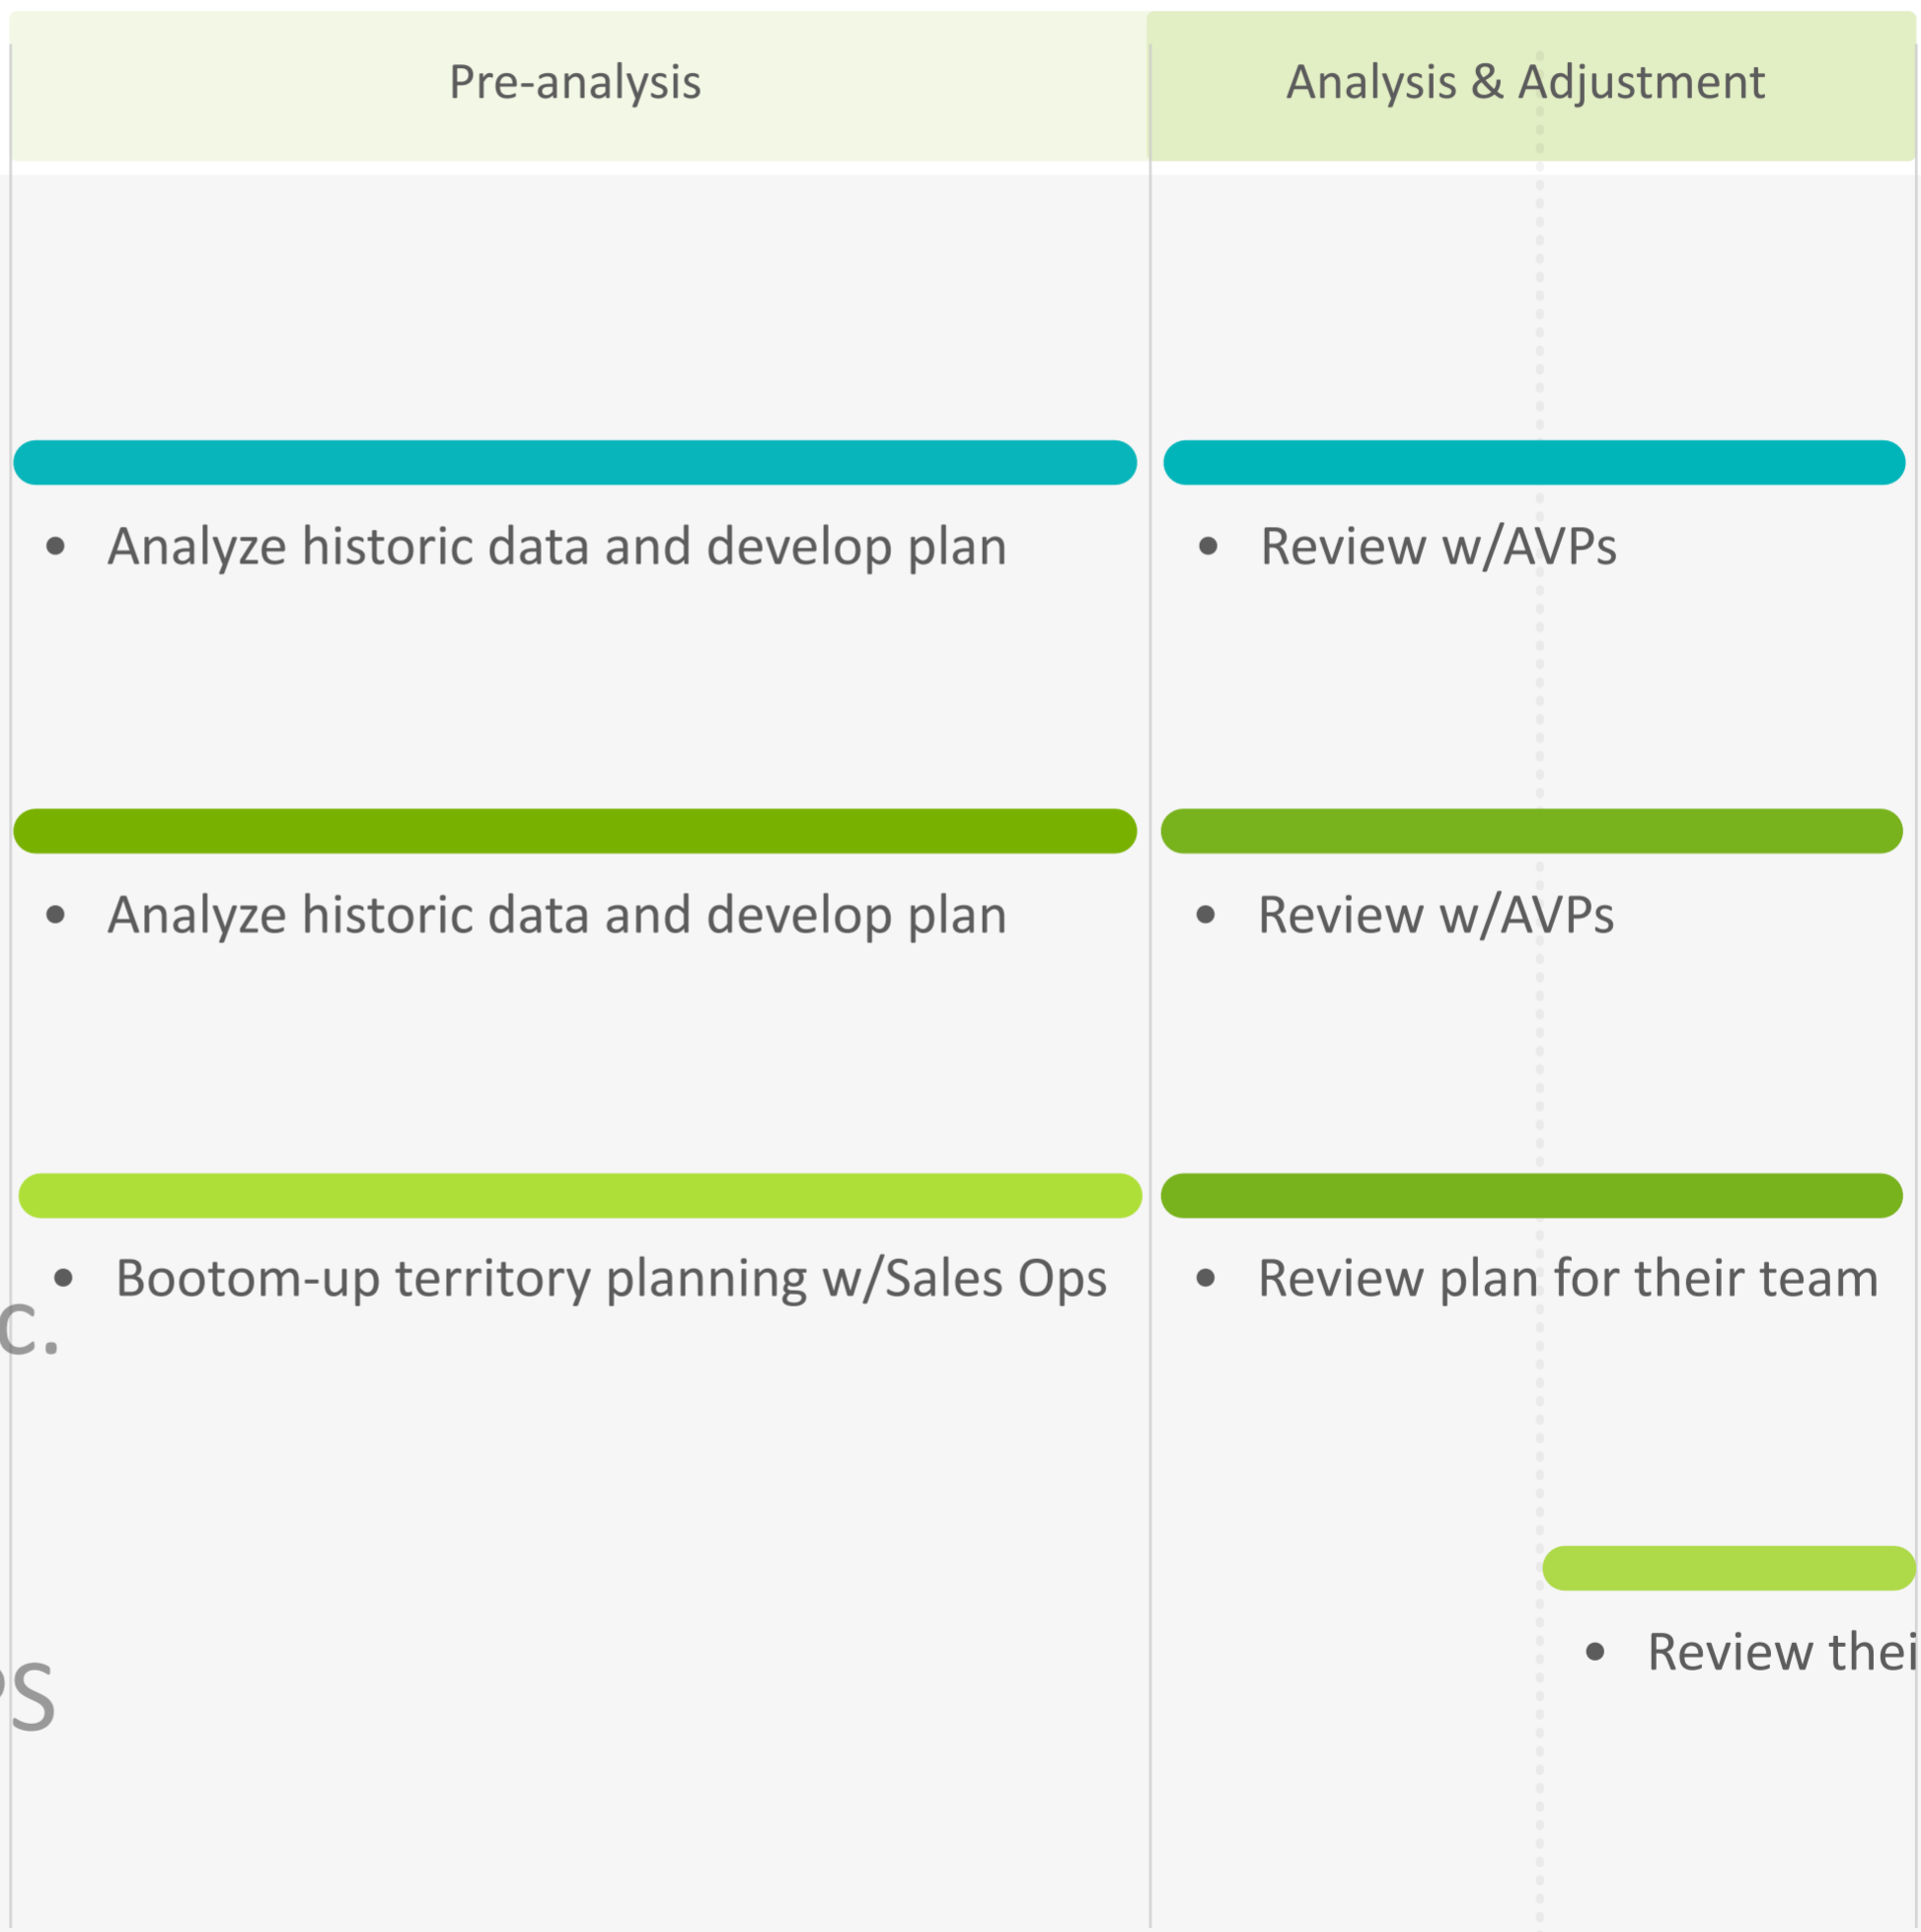 Pre-analysis
Analysis & Adjustment
• Analyze historic data and develop plan
• Review w/AVPs
• Analyze historic data and develop plan
• Review w/AVPs
• Bootom-up territory planning w/Sales Ops
• Review plan for their team
c.
• Review thei
S